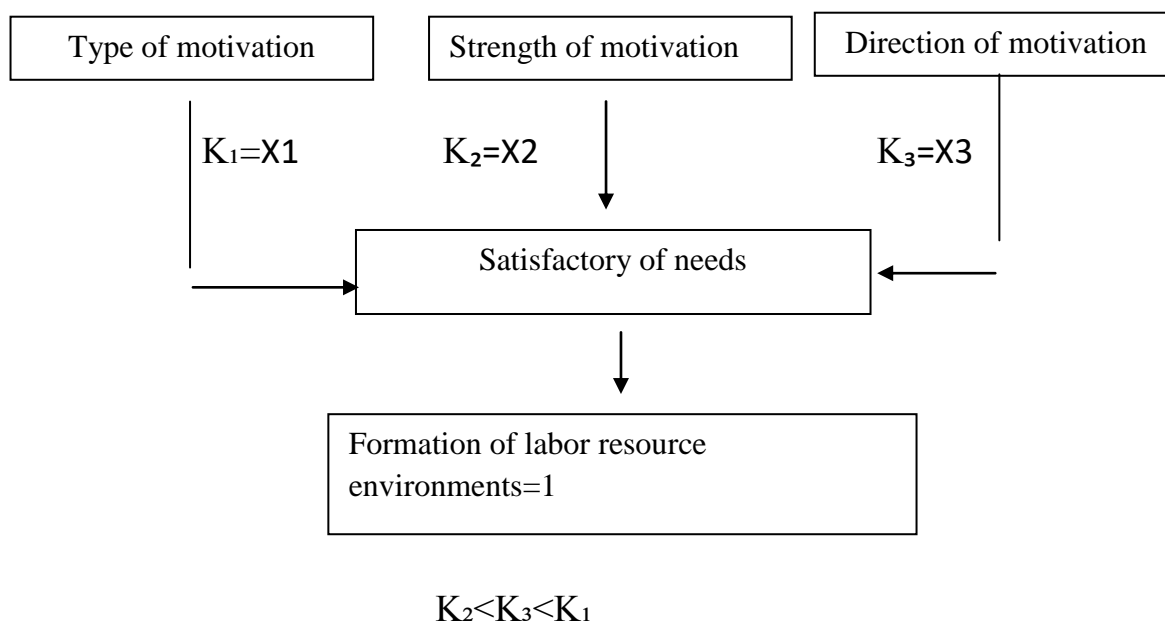 Type of motivation
Strength of motivation
Direction of motivation
K₁=X1
K₂=X2
K₃=X3
Satisfactory of needs
Formation of labor resource
environments=1
K₂<K₃<K₁